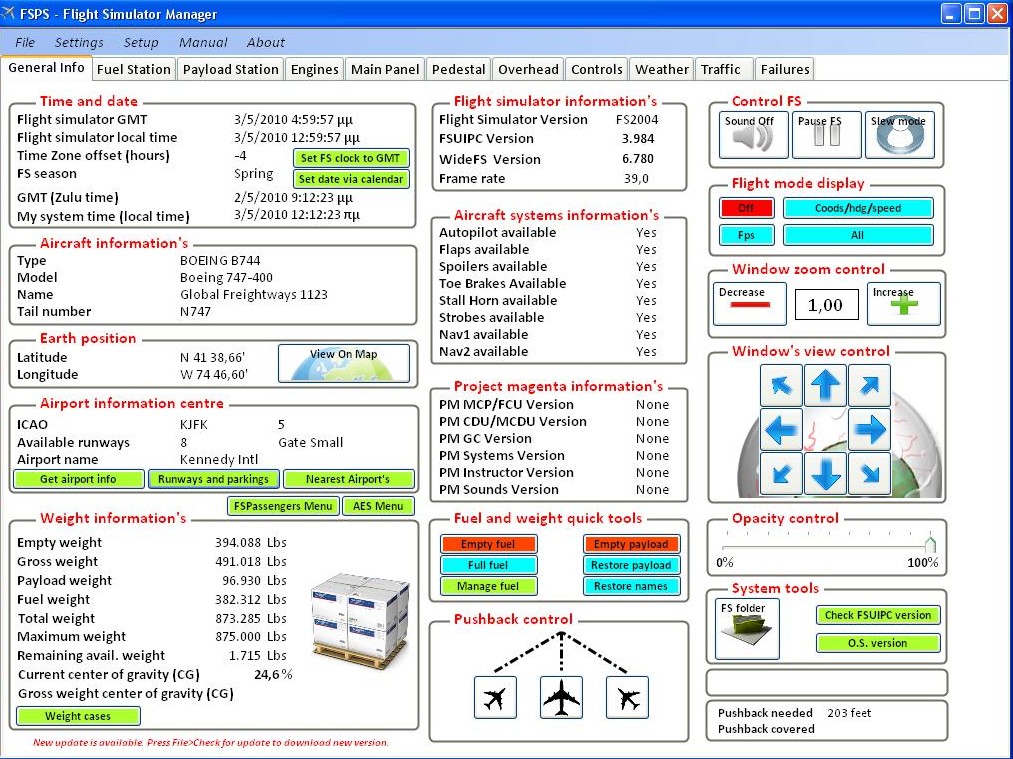 FSPS - Flight Simulator Manager
File Settings Setup Manual About
General Info Fuel Station Payload Station Engines Main Panel Pedestal Overhead Controls Weather Traffic Failures
Time and date
Flight simulator GMT 3/5/2010 4:59:57 μμ
Flight simulator local time 3/5/2010 12:59:57 μμ
Time Zone offset (hours) -4 Set FS clock to GMT
FS season Spring Set date via calendar
GMT (Zulu time) 2/5/2010 9:12:23 μμ
My system time (local time) 3/5/2010 12:12:23 πμ
Aircraft information's
Type BOEING B744
Model Boeing 747-400
Name Global Freightways 1123
Tail number N747
Earth position
Latitude N 41 38,66'
Longitude W 74 46,60'
View On Map
Airport information centre
ICAO KJFK 5
Available runways 8 Gate Small
Airport name Kennedy Intl
Get airport info Runways and parkings Nearest Airport's
FSPassengers Menu AES Menu
Weight information's
Empty weight 394.088 Lbs
Gross weight 491.018 Lbs
Payload weight 96.930 Lbs
Fuel weight 382.312 Lbs
Total weight 873.285 Lbs
Maximum weight 875.000 Lbs
Remaining avail. weight 1.715 Lbs
Current center of gravity (CG) 24,6 %
Gross weight center of gravity (CG)
Weight cases
New update is available. Press File>Check for update to download new version.
Flight simulator information's
Flight Simulator Version FS2004
FSUIPC Version 3.984
WideFS Version 6.780
Frame rate 39,0
Aircraft systems information's
Autopilot available Yes
Flaps available Yes
Spoilers available Yes
Toe Brakes Available Yes
Stall Horn available Yes
Strobes available Yes
Nav1 available Yes
Nav2 available Yes
Project magenta information's
PM MCP/FCU Version None
PM CDU/MCDU Version None
PM GC Version None
PM Systems Version None
PM Instructor Version None
PM Sounds Version None
Fuel and weight quick tools
Empty fuel Empty payload
Full fuel Restore payload
Manage fuel Restore names
Pushback control
Control FS
Sound Off Pause FS Slew mode
Flight mode display
Off Coods/hdg/speed
Fps All
Window zoom control
Decrease 1,00 Increase
Window's view control
Opacity control
0% 100%
System tools
FS folder Check FSUIPC version
O.S. version
Pushback needed 203 feet
Pushback covered